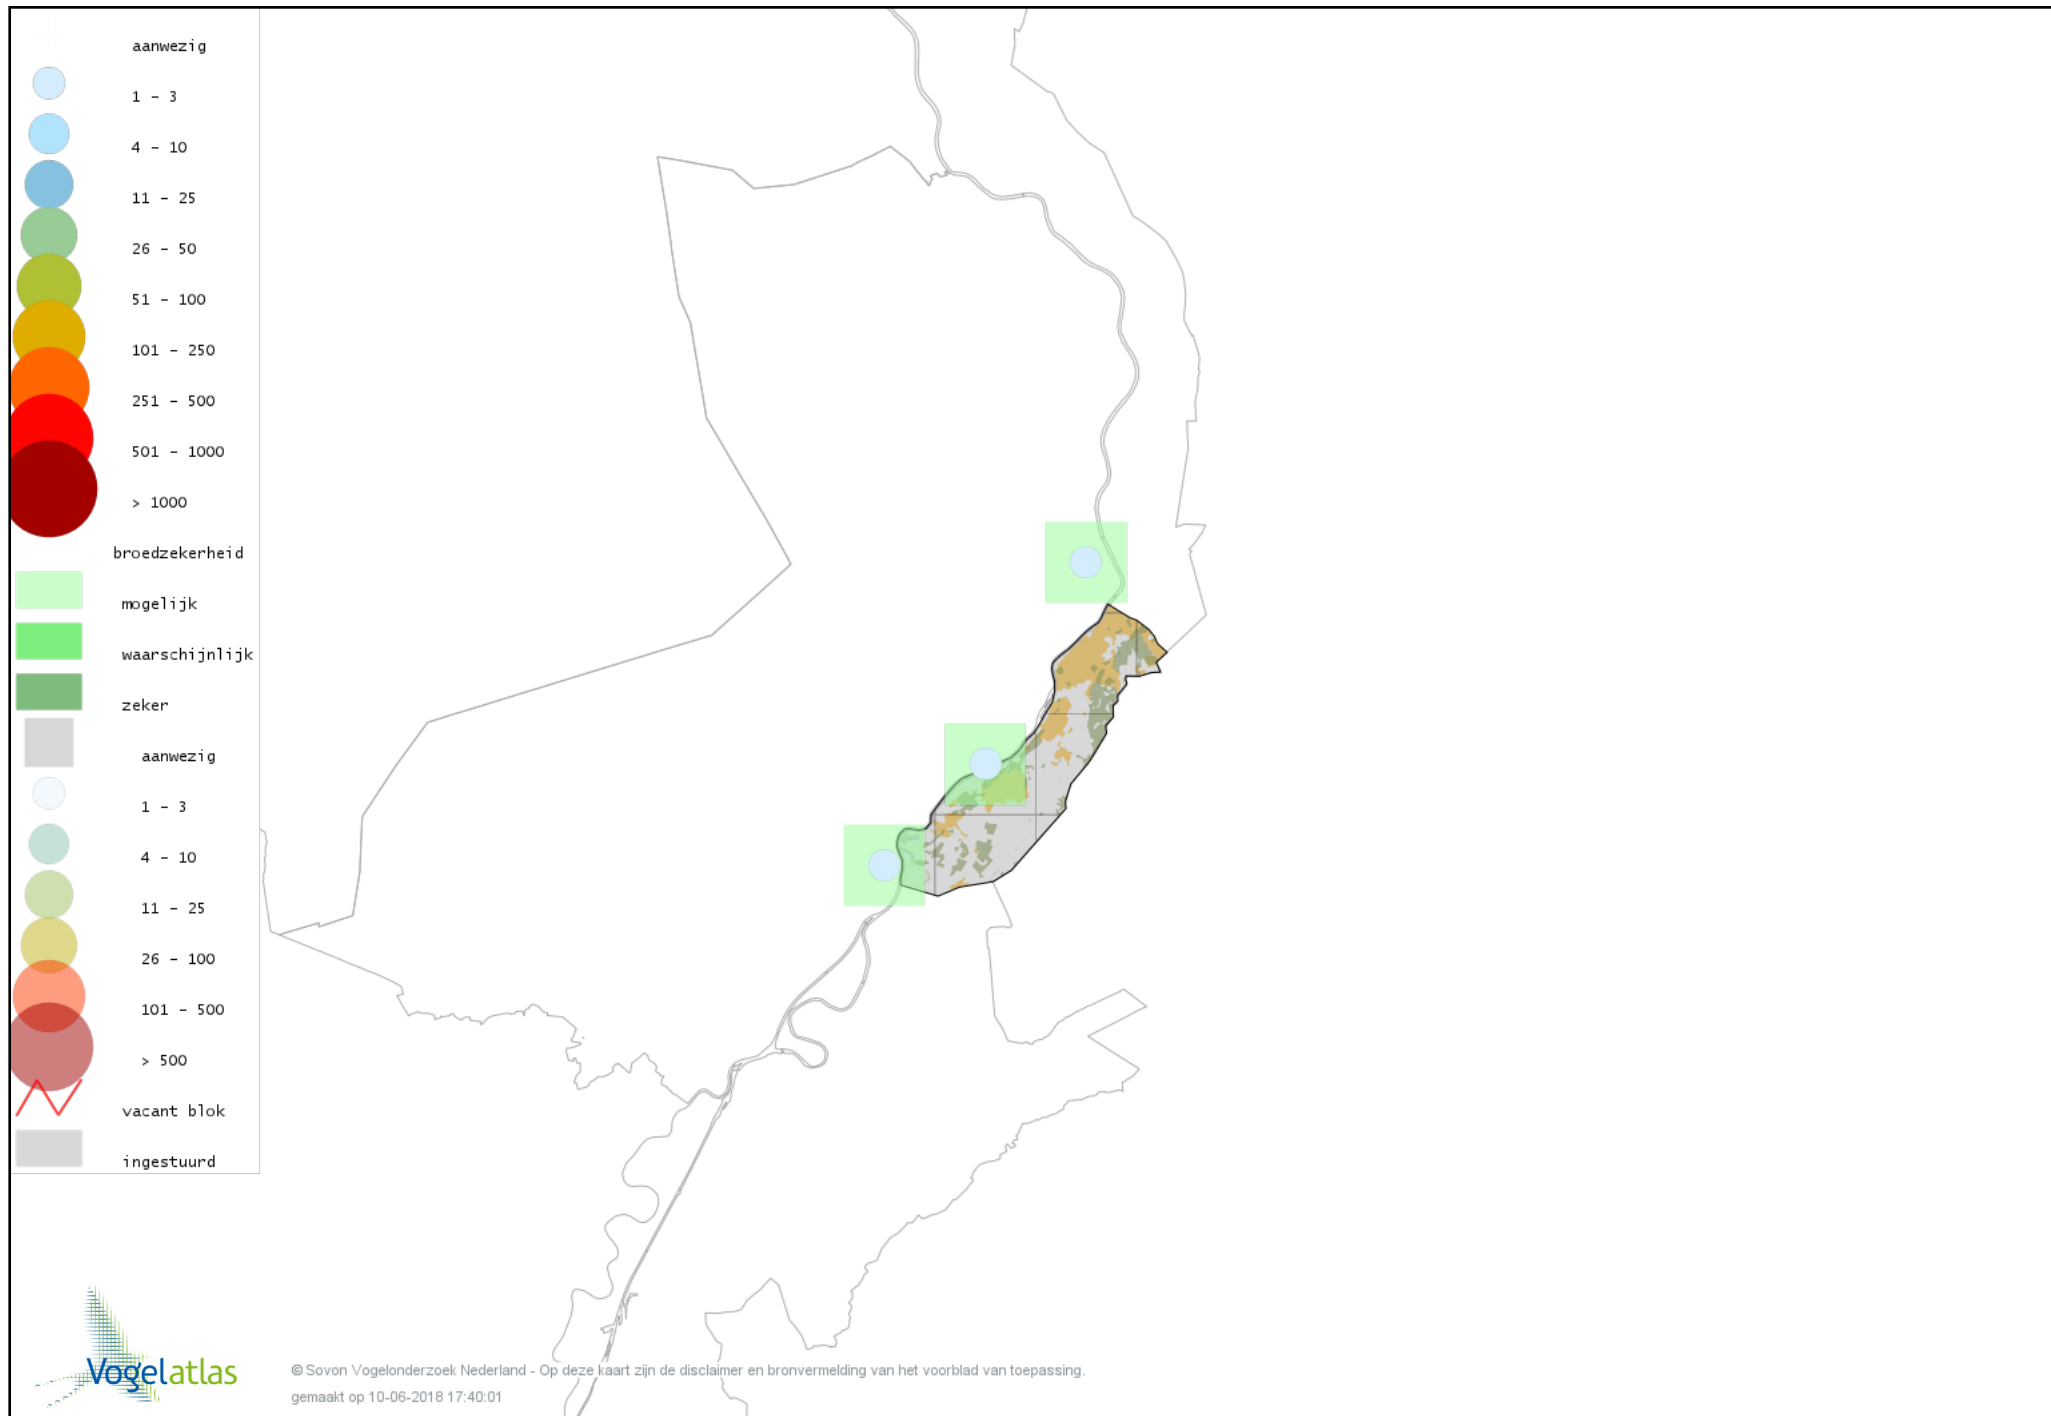 aanwezig
1 - 3
4 - 10
11 - 25
26 - 50
51 - 100
101 - 250
251 - 500
501 - 1000
> 1000
broedzekerheid
mogelijk
waarschijnlijk
zeker
aanwezig
1 - 3
4 - 10
11 - 25
26 - 100
101 - 500
> 500
vacant blok
ingestuurd
Vogelatlas
© Sovon Vogelonderzoek Nederland - Op deze kaart zijn de disclaimer en bronvermelding van het voorblad van toepassing.
gemaakt op 10-06-2018 17:40:01